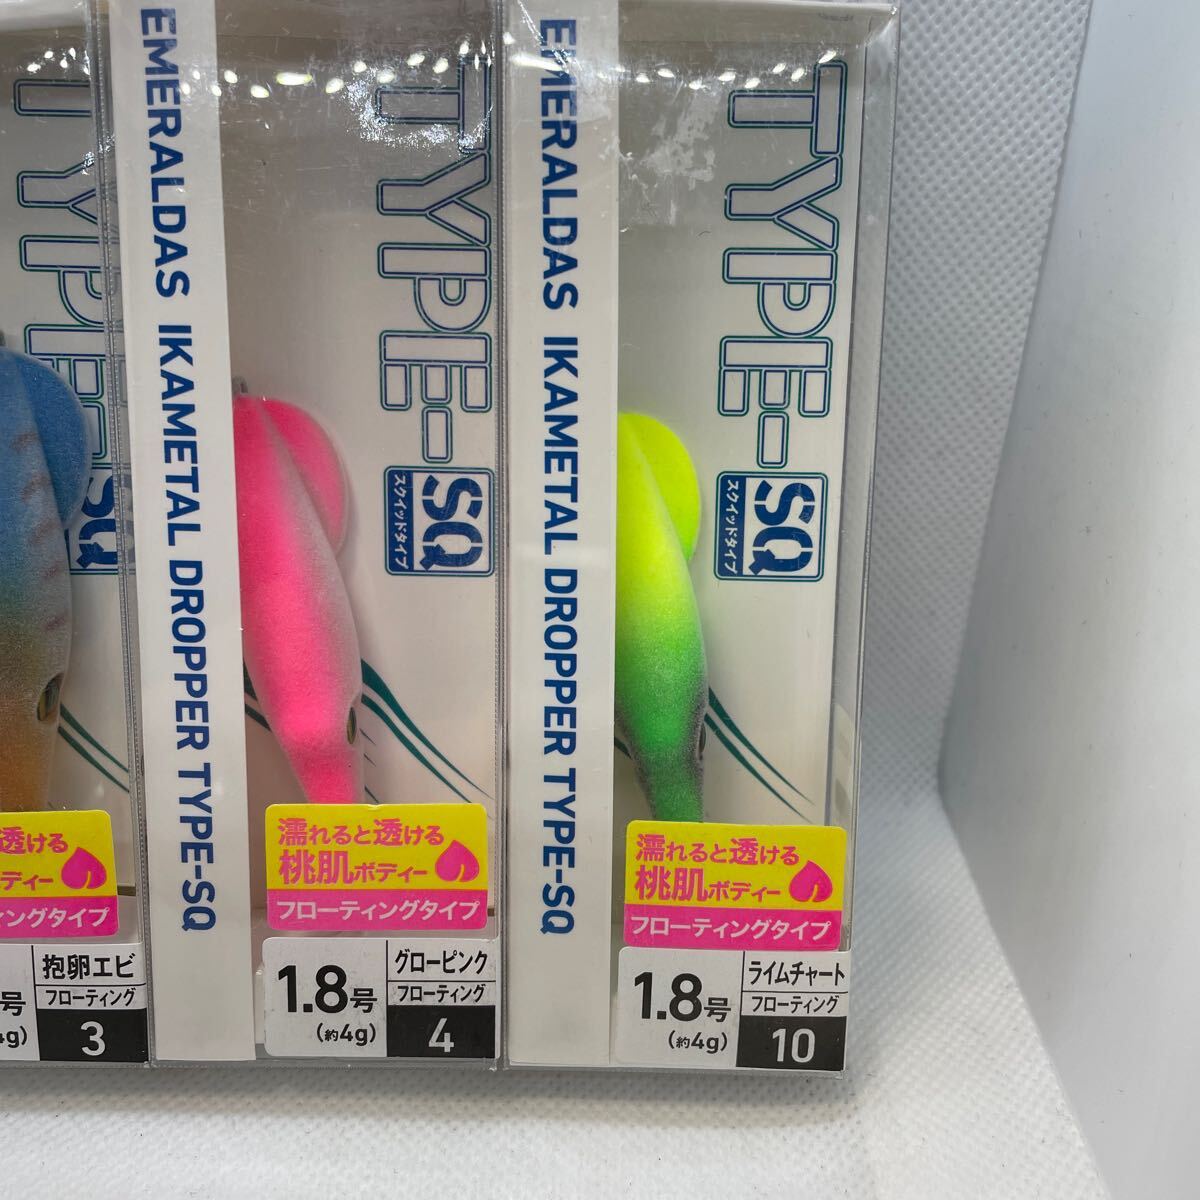 TYPE-SQ
けると透ける
ボディー
ィングタイプ
抱卵エビ
フローティング
号
4g)
3
EMERALDAS IKAMETAL DROPPER TYPE-SQ
TYPE-SQ
スクイッドタイプ
濡れると透ける
桃肌ボディー
フローティングタイプ
1.8号
(約4g)
グローピンク
フローティング
4
EMERALDAS IKAMETAL DROPPER TYPE-SQ
TYPE-SQ
スクイッドタイプ
濡れると透ける
桃肌ボディー
フローティングタイプ
1.8号
(約4g)
ライムチャート
フローティング
10